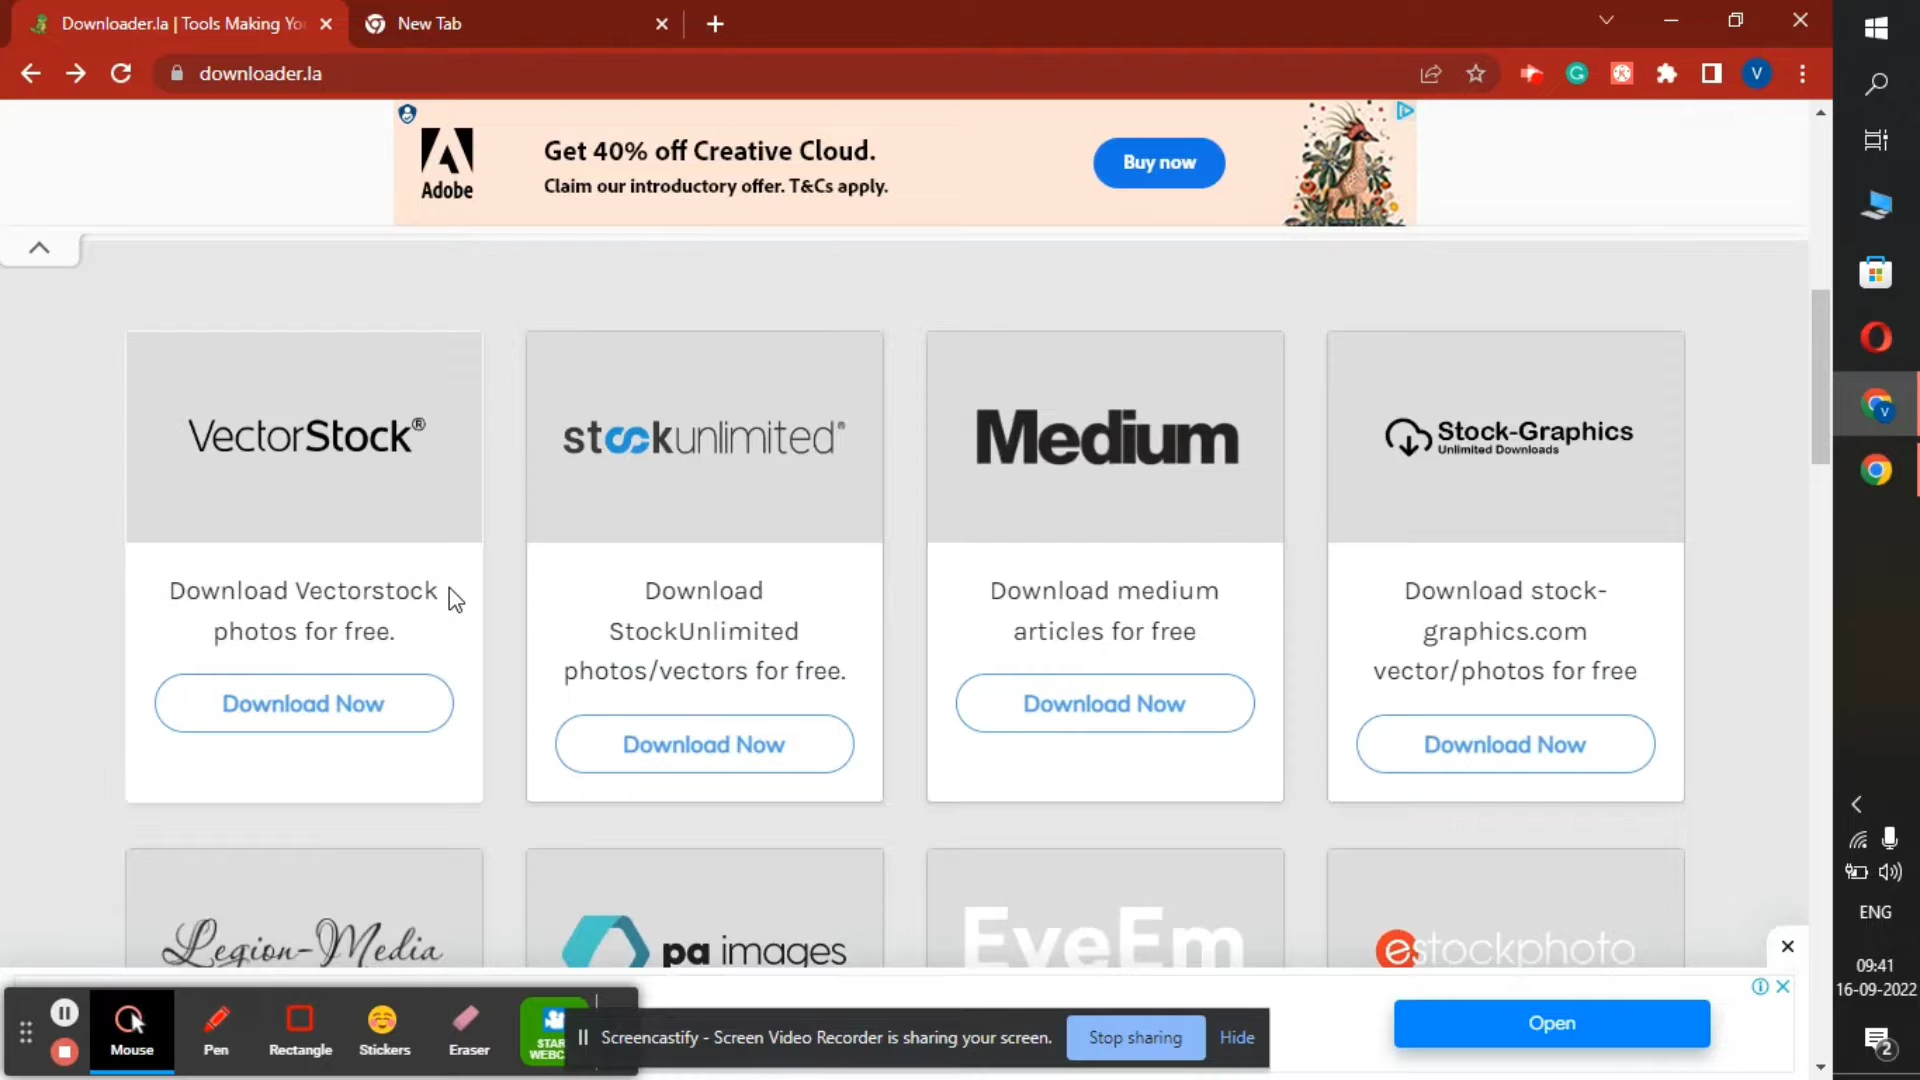 Downloader.la | Tools Making Yo
New Tab
downloader.la
V
Adobe
Get 40% off Creative Cloud.
Claim our introductory offer. T&Cs apply.
Buy now
VectorStock®
stockunlimited®
Medium
Stock-Graphics
Unlimited Downloads
Download Vectorstock
photos for free.
Download Now
Download
StockUnlimited
photos/vectors for free.
Download Now
Download medium
articles for free
Download Now
Download stock-
graphics.com
vector/photos for free
Download Now
Legion-Media
pa images
EyeEm
estockphoto
Mouse
Pen
Rectangle
Stickers
Eraser
STAR
WEBC
Screencastify - Screen Video Recorder is sharing your screen.
Stop sharing
Hide
Open
V
ENG
09:41
16-09-2022
2